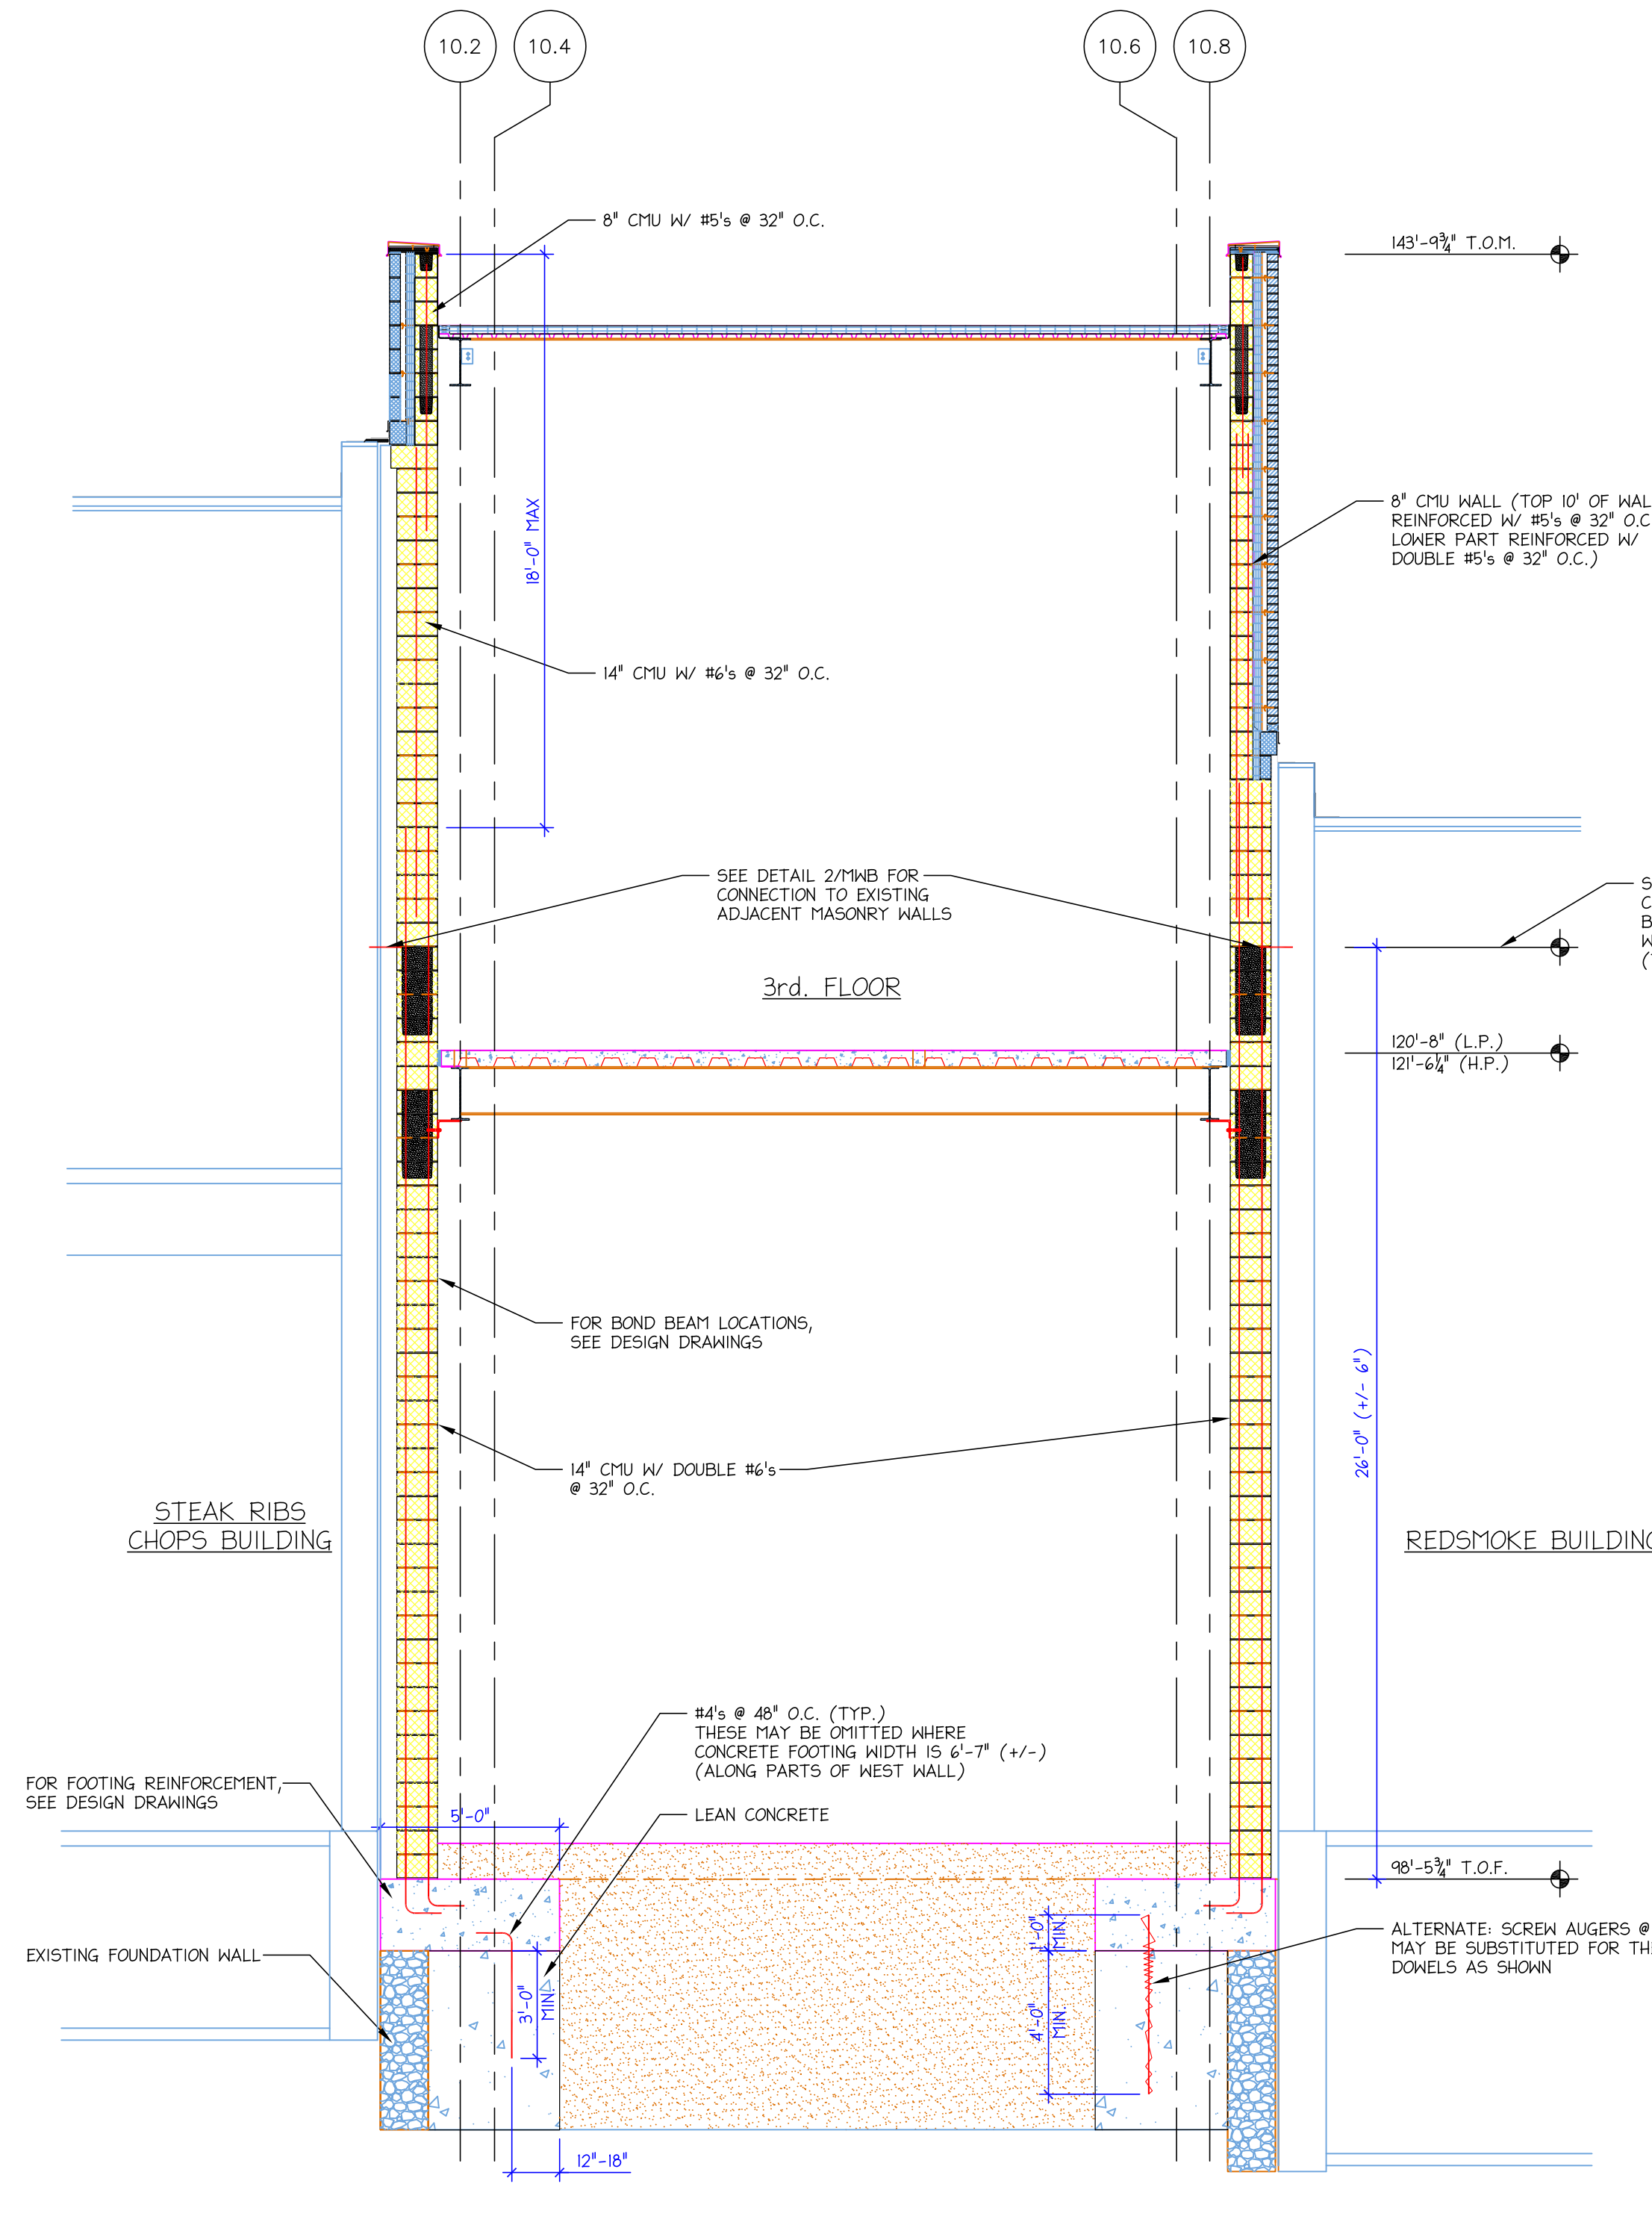 10.2
10.4
10.6
10.8
8" CMU W/ #5's @ 32" O.C.
143'-9¾" T.O.M.
18'-0" MAX
8" CMU WALL (TOP 10' OF
REINFORCED W/ #5's @ 32"
LOWER PART REINFORCED W/
DOUBLE #5's @ 32" O.C.)
14" CMU W/ #6's @ 32" O.C.
SEE DETAIL 2/MWB FOR
CONNECTION TO EXISTING
ADJACENT MASONRY WALLS
3rd. FLOOR
120'-8" (L.P.)
121'-6¼" (H.P.)
FOR BOND BEAM LOCATIONS,
SEE DESIGN DRAWINGS
26'-0" (+/- 6")
14" CMU W/ DOUBLE #6's
@ 32" O.C.
STEAK RIBS
CHOPS BUILDING
REDSMOKE
#4's @ 48" O.C. (TYP.)
THESE MAY BE OMITTED WHERE
CONCRETE FOOTING WIDTH IS 6'-7" (+/-)
(ALONG PARTS OF WEST WALL)
FOR FOOTING REINFORCEMENT,
SEE DESIGN DRAWINGS
5'-0"
LEAN CONCRETE
98'-5¾" T.O.F.
EXISTING FOUNDATION WALL
3'-0"
MIN.
1'-0"
MIN.
4'-0"
MIN.
ALTERNATE: SCREW AUGERS @
MAY BE SUBSTITUTED FOR
DOWELS AS SHOWN
12"-18"